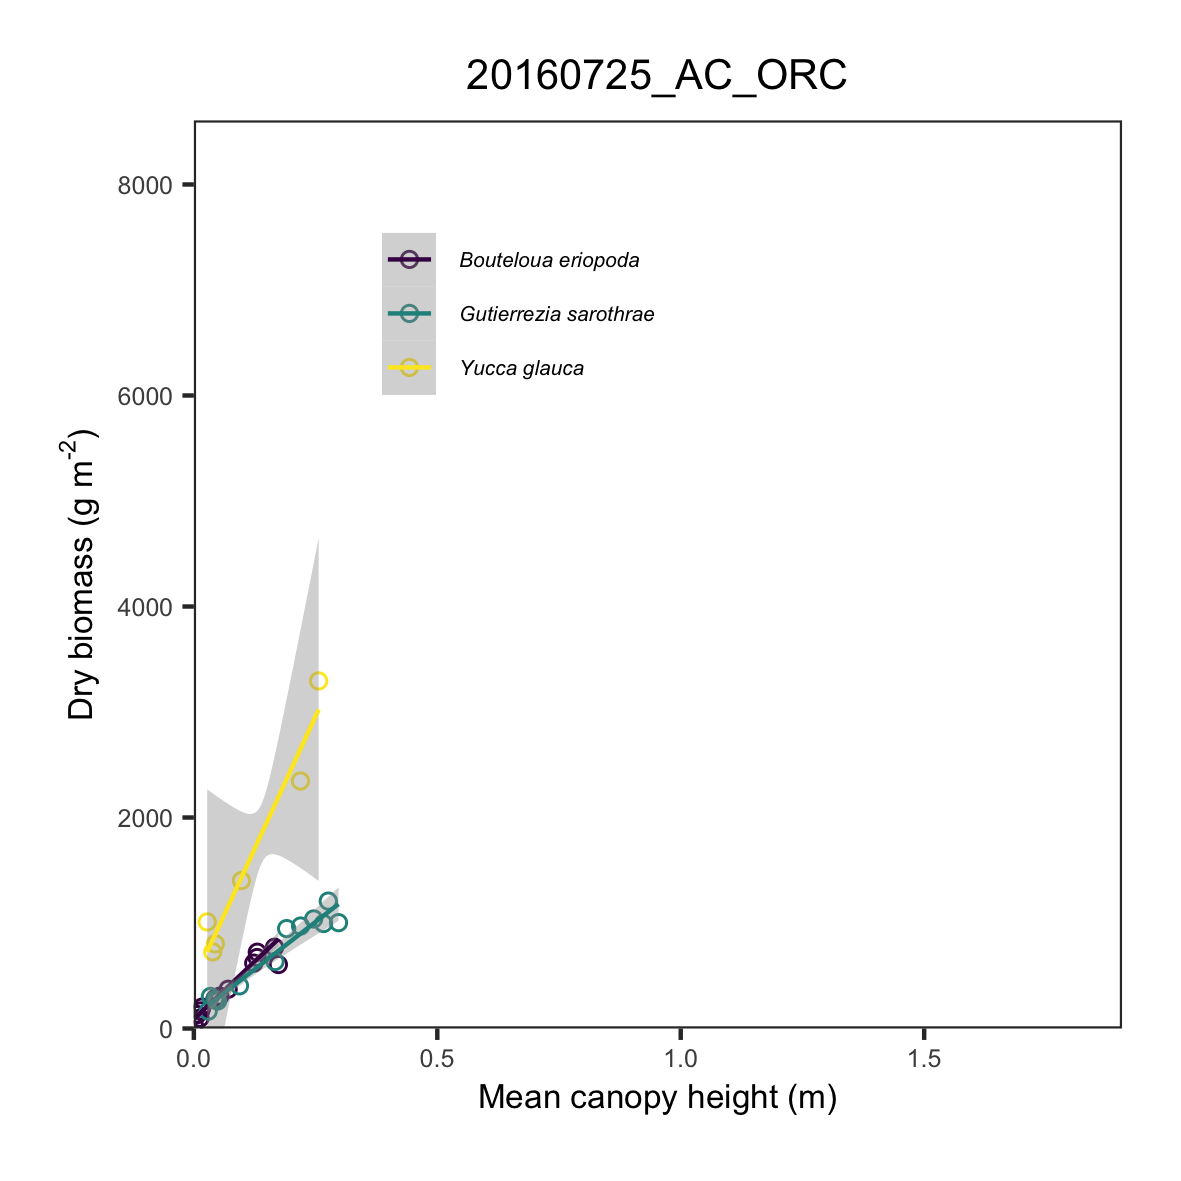 20160725_AC_ORC
8000
6000
4000
2000
0
Dry biomass (g m⁻²)
Bouteloua eriopoda
Gutierrezia sarothrae
Yucca glauca
0.0 0.5 1.0 1.5
Mean canopy height (m)